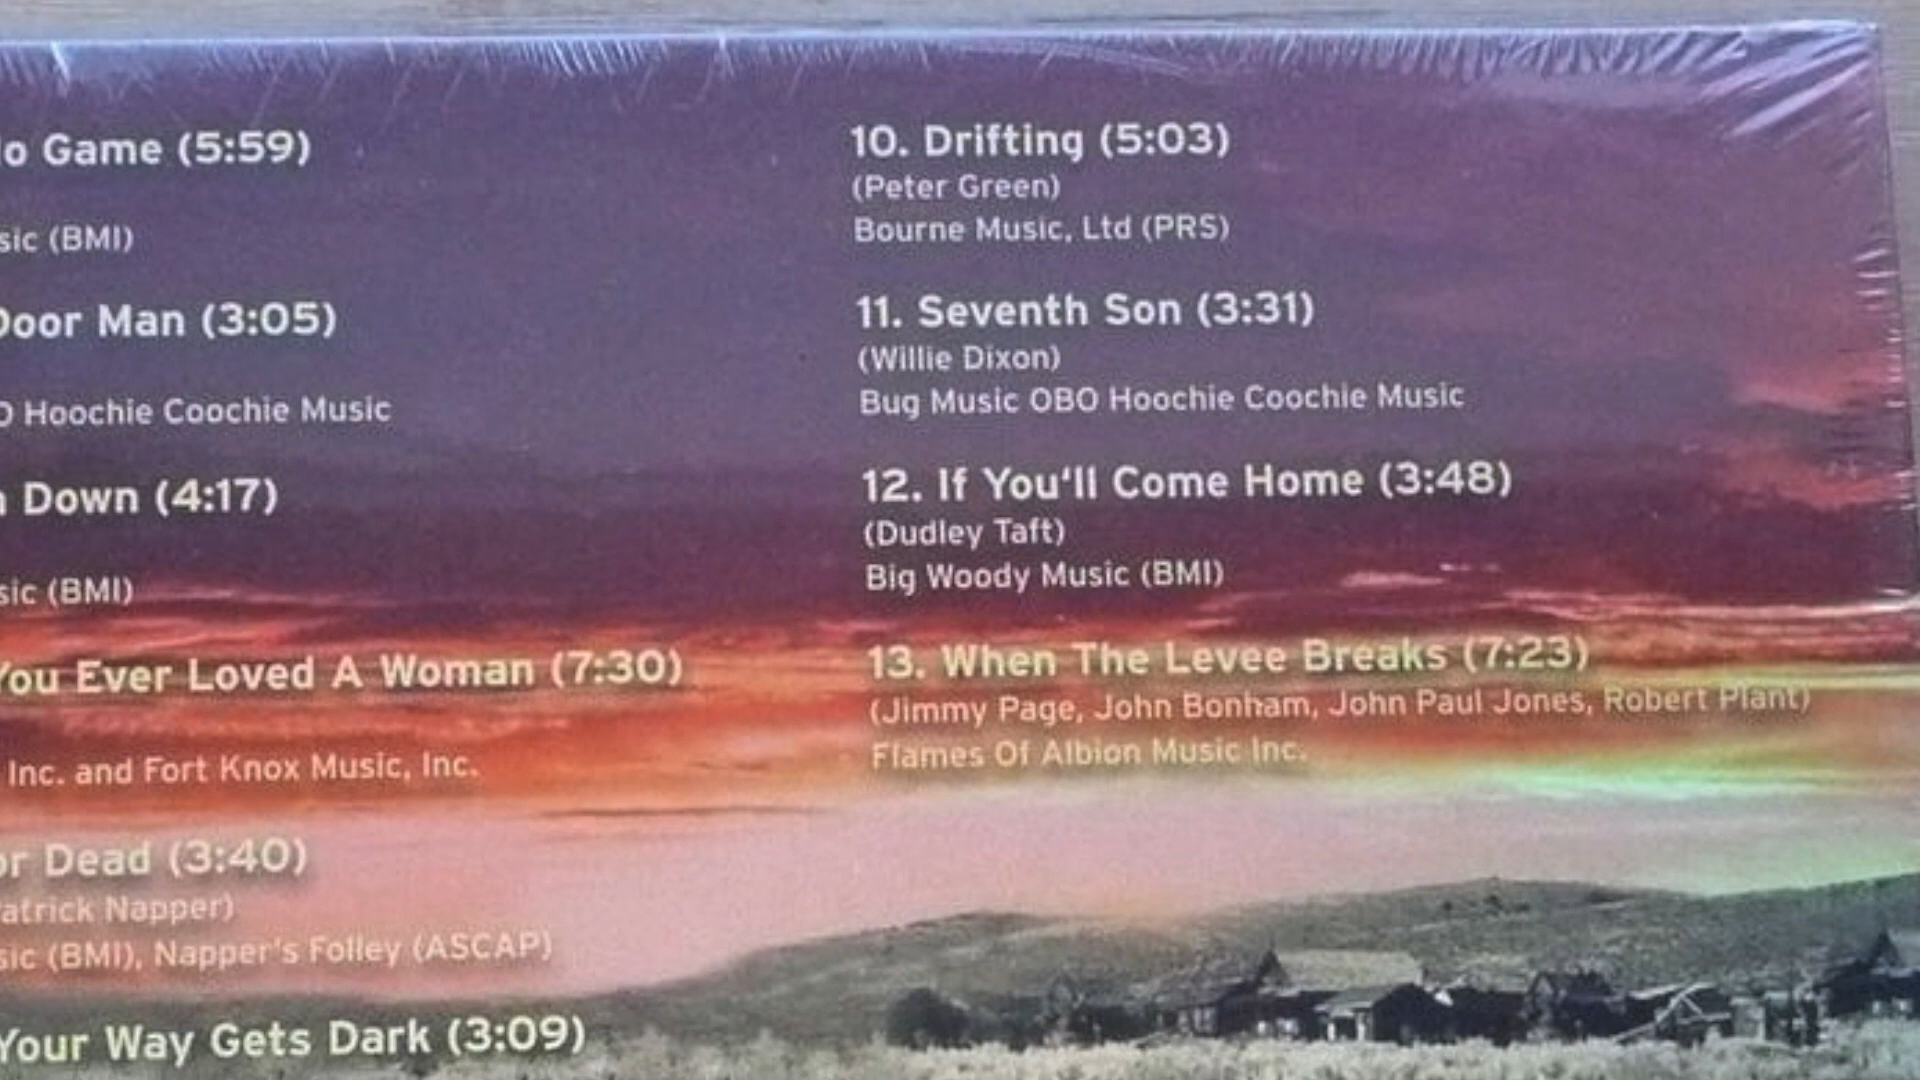 Game (5:59)
(BMI)
Door Man (3:05)
Hoochie Coochie Music
Down (4:17)
(BMI)
You Ever Loved A Woman (7:30)
Inc. and Fort Knox Music, Inc.
or Dead (3:40)
Napper)
(BMI), Napper's Folley (ASCAP)
Your Way Gets Dark (3:09)
10. Drifting (5:03)
(Peter Green)
Bourne Music, Ltd (PRS)
11. Seventh Son (3:31)
(Willie Dixon)
Bug Music OBO Hoochie Coochie Music
12. If You'll Come Home (3:48)
(Dudley Taft)
Big Woody Music (BMI)
13. When The Levee Breaks (7:23)
(Jimmy Page, John Bonham, John Paul Jones, Robert Plant)
Flames Of Albion Music Inc.